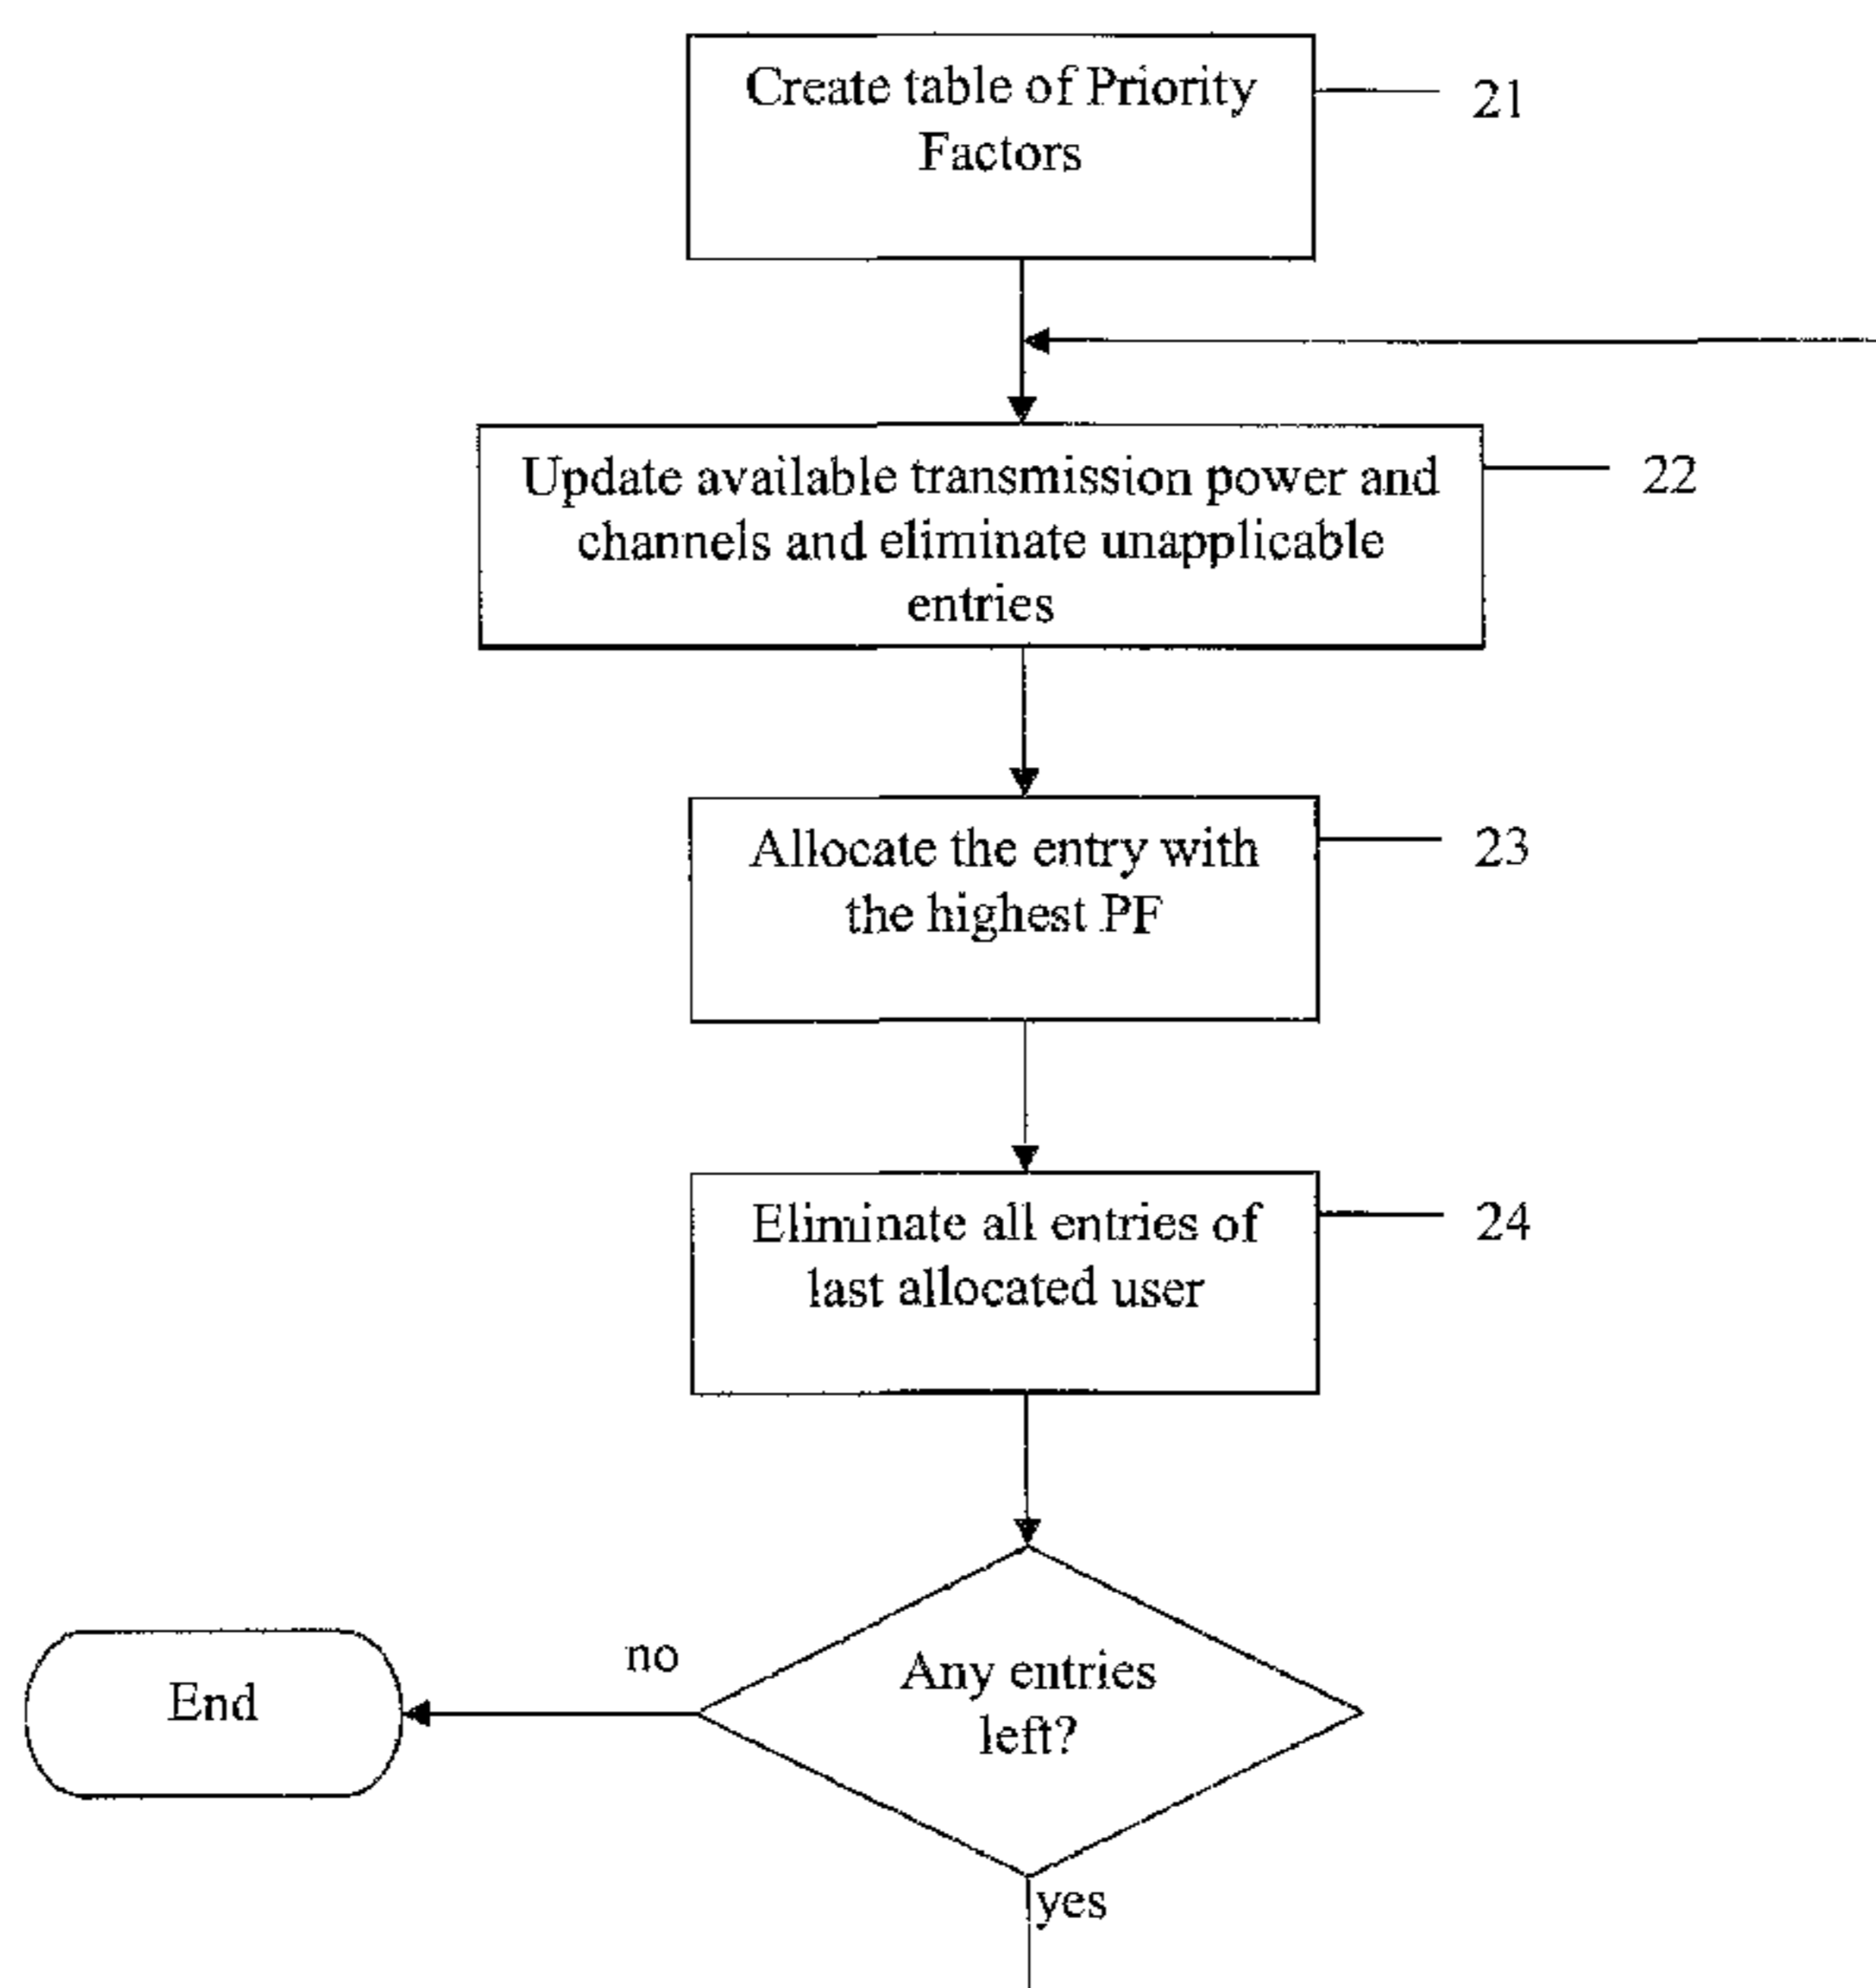 Create table of Priority
Factors
21
Update available transmission power and
channels and eliminate unapplicable
entries
22
Allocate the entry with
the highest PF
23
Eliminate all entries of
last allocated user
24
Any entries
left?
no
End
yes